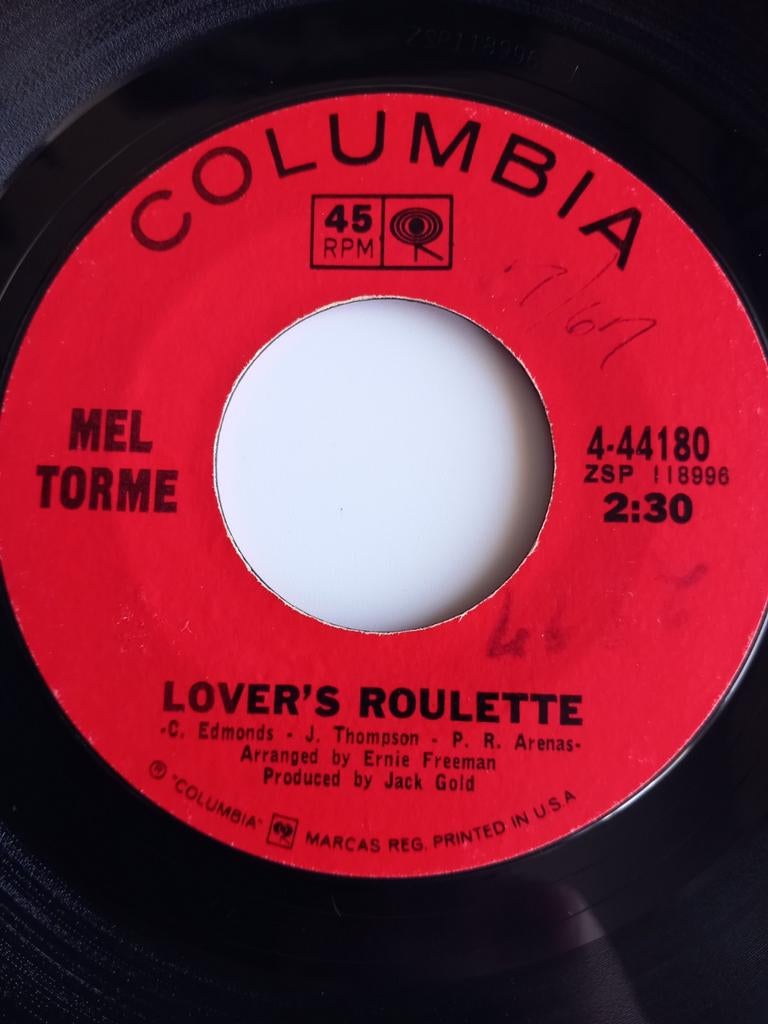 ZSP118996
COLUMBIA
45
RPM
MEL
TORME
4-44180
ZSP 118996
2:30
LOVER'S ROULETTE
-C. Edmonds - J. Thompson - P. R. Arenas-
Arranged by Ernie Freeman
Produced by Jack Gold
® "COLUMBIA" MARCAS REG. PRINTED IN U.S.A